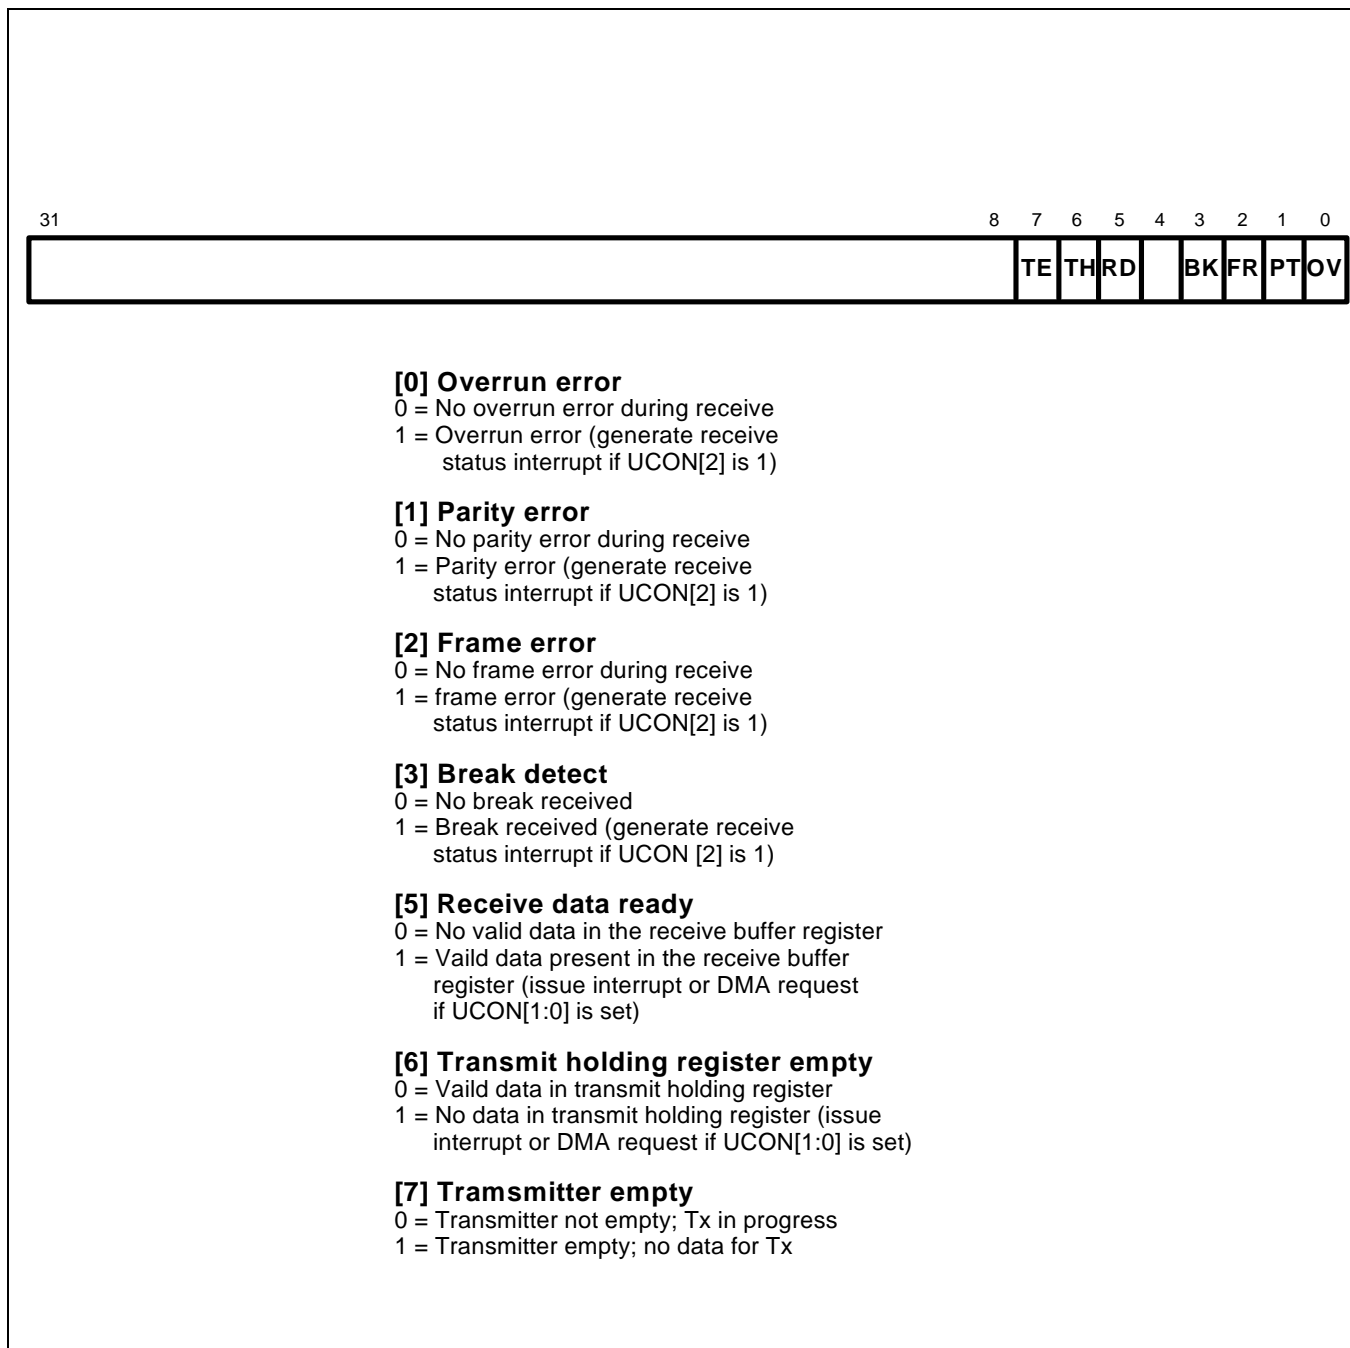 31 8 7 6 5 4 3 2 1 0
TE TH RD BK FR PT OV
[0] Overrun error
0 = No overrun error during receive
1 = Overrun error (generate receive
status interrupt if UCON[2] is 1)
[1] Parity error
0 = No parity error during receive
1 = Parity error (generate receive
status interrupt if UCON[2] is 1)
[2] Frame error
0 = No frame error during receive
1 = frame error (generate receive
status interrupt if UCON[2] is 1)
[3] Break detect
0 = No break received
1 = Break received (generate receive
status interrupt if UCON [2] is 1)
[5] Receive data ready
0 = No valid data in the receive buffer register
1 = Vaild data present in the receive buffer
register (issue interrupt or DMA request
if UCON[1:0] is set)
[6] Transmit holding register empty
0 = Vaild data in transmit holding register
1 = No data in transmit holding register (issue
interrupt or DMA request if UCON[1:0] is set)
[7] Tramsmitter empty
0 = Transmitter not empty; Tx in progress
1 = Transmitter empty; no data for Tx